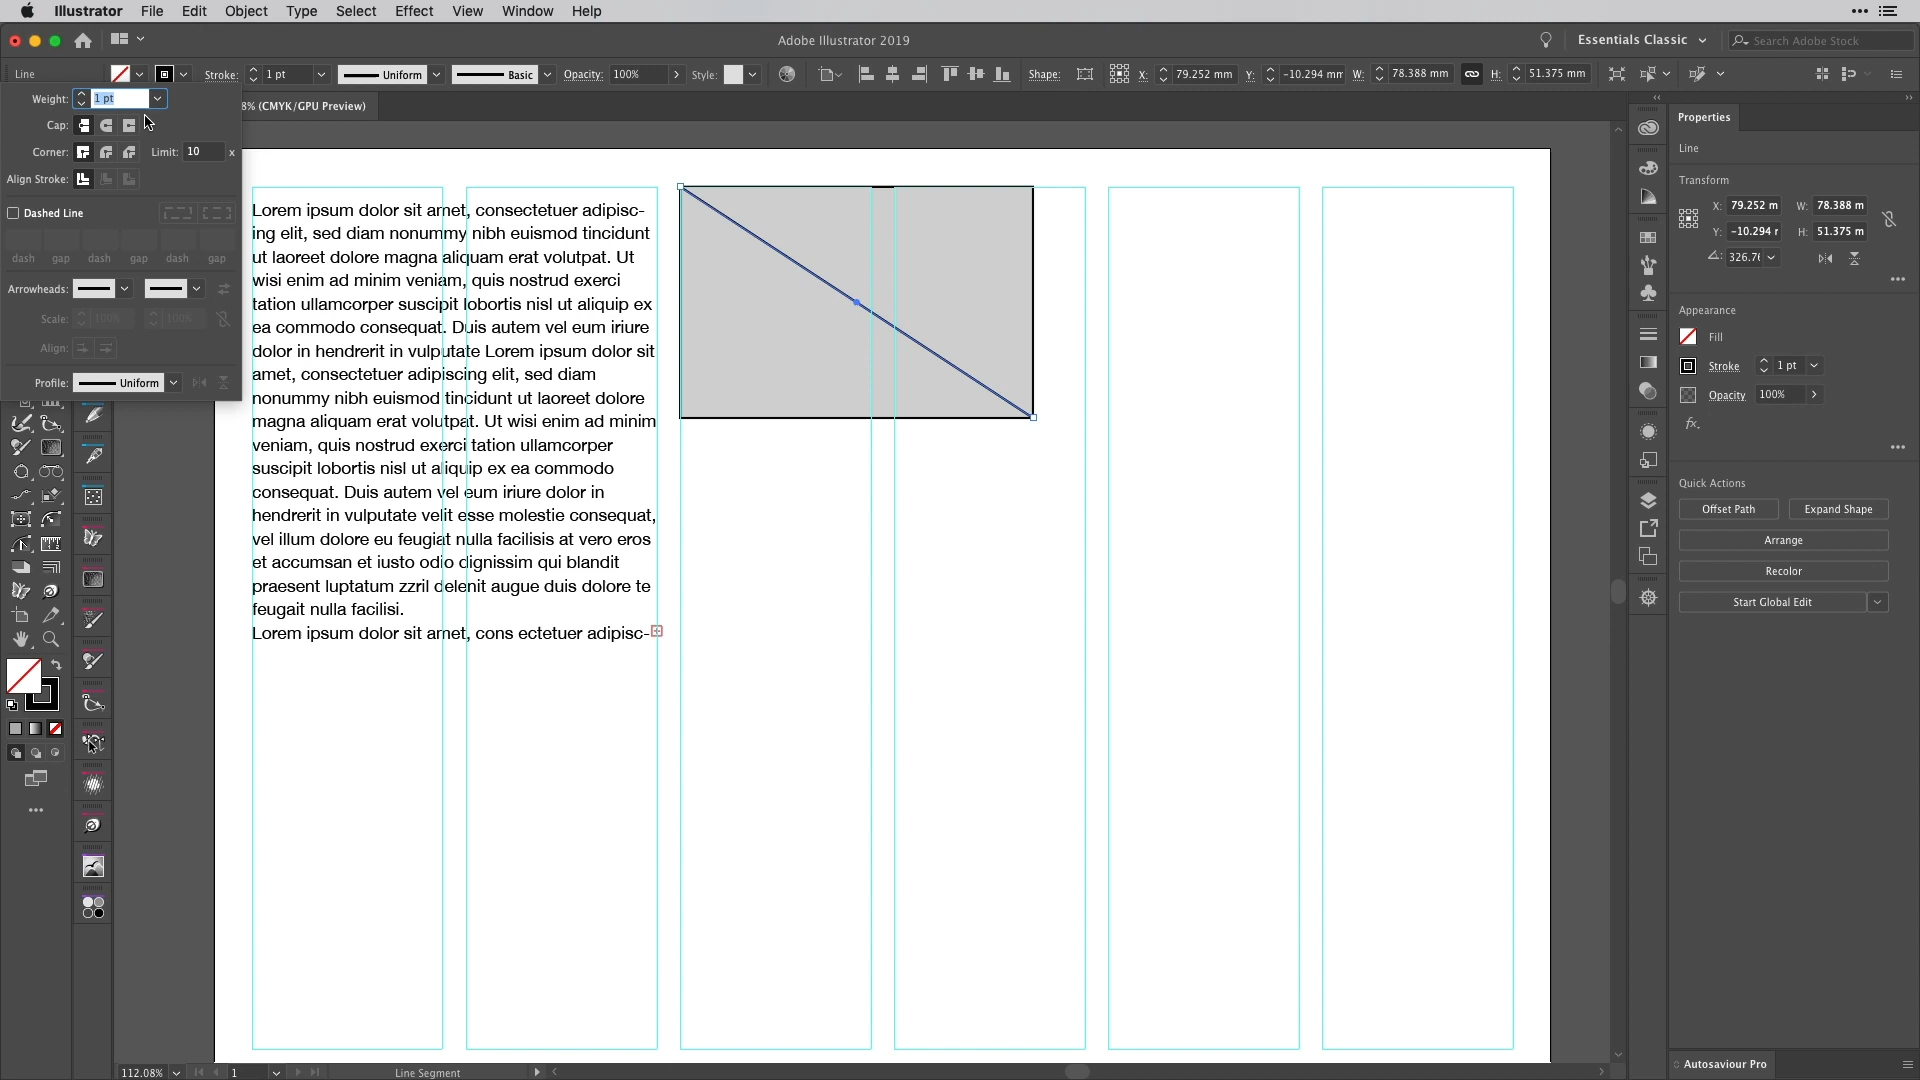 Illustrator File Edit Object Type Select Effect View Window Help
Adobe Illustrator 2019
Essentials Classic
Search Adobe Stock
Line Stroke: 1 pt Uniform Basic Opacity: 100% Style: Shape: X: 79.252 mm Y: -10.294 mm W: 78.388 mm H: 51.375 mm
Weight: 1 pt
8% (CMYK/GPU Preview)
Cap:
Corner: Limit: 10 x
Align Stroke:
Dashed Line
dash gap dash gap dash gap
Arrowheads:
Scale: 100% 100%
Align:
Profile: Uniform
Lorem ipsum dolor sit amet, consectetuer adipisc-
ing elit, sed diam nonummy nibh euismod tincidunt
ut laoreet dolore magna aliquam erat volutpat. Ut
wisi enim ad minim veniam, quis nostrud exerci
tation ullamcorper suscipit lobortis nisl ut aliquip ex
ea commodo consequat. Duis autem vel eum iriure
dolor in hendrerit in vulputate Lorem ipsum dolor sit
amet, consectetuer adipiscing elit, sed diam
nonummy nibh euismod tincidunt ut laoreet dolore
magna aliquam erat volutpat. Ut wisi enim ad minim
veniam, quis nostrud exerci tation ullamcorper
suscipit lobortis nisl ut aliquip ex ea commodo
consequat. Duis autem vel eum iriure dolor in
hendrerit in vulputate velit esse molestie consequat,
vel illum dolore eu feugiat nulla facilisis at vero eros
et accumsan et iusto odio dignissim qui blandit
praesent luptatum zzril delenit augue duis dolore te
feugait nulla facilisi.
Lorem ipsum dolor sit amet, cons ectetuer adipisc-
Properties
Line
Transform
X: 79.252 m W: 78.388 m
Y: -10.294 r H: 51.375 m
326.76
Appearance
Fill
Stroke 1 pt
Opacity 100%
fx.
Quick Actions
Offset Path Expand Shape
Arrange
Recolor
Start Global Edit
112.08% 1 Line Segment
Autosaviour Pro